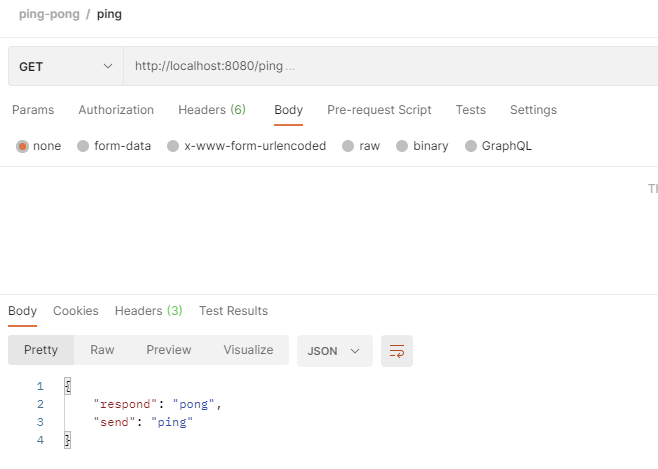 ping-pong / ping
GET http://localhost:8080/ping ...
Params Authorization Headers (6) Body Pre-request Script Tests Settings
none form-data x-www-form-urlencoded raw binary GraphQL
Body Cookies Headers (3) Test Results
Pretty Raw Preview Visualize JSON
1 {
2 "respond": "pong",
3 "send": "ping"
4 }